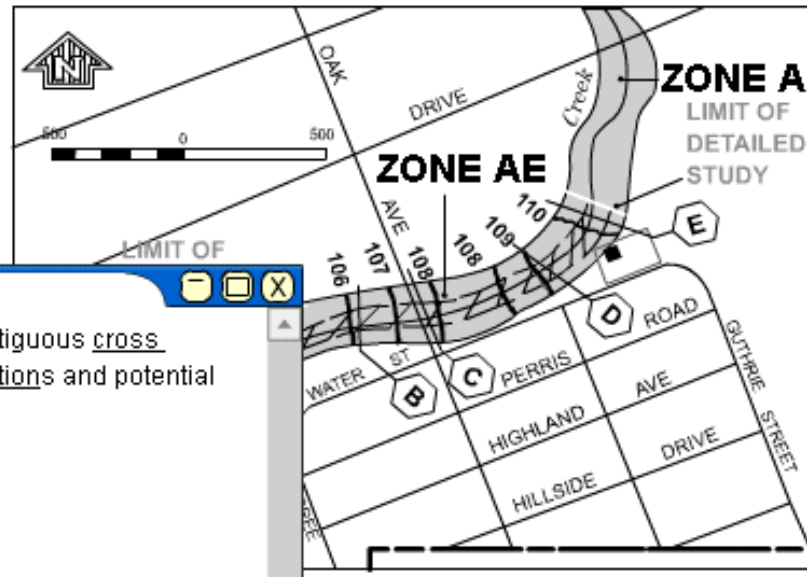 N
500 0 500
OAK
DRIVE
Creek
ZONE A
LIMIT OF
DETAILED
STUDY
ZONE AE
AVE
LIMIT OF
106
107
108
108
109
110
E
D
C
B
X
tiguous cross
tions and potential
WATER ST
PERRIS ROAD
HIGHLAND AVE
HILLSIDE DRIVE
GUTHRIE STREET
REE